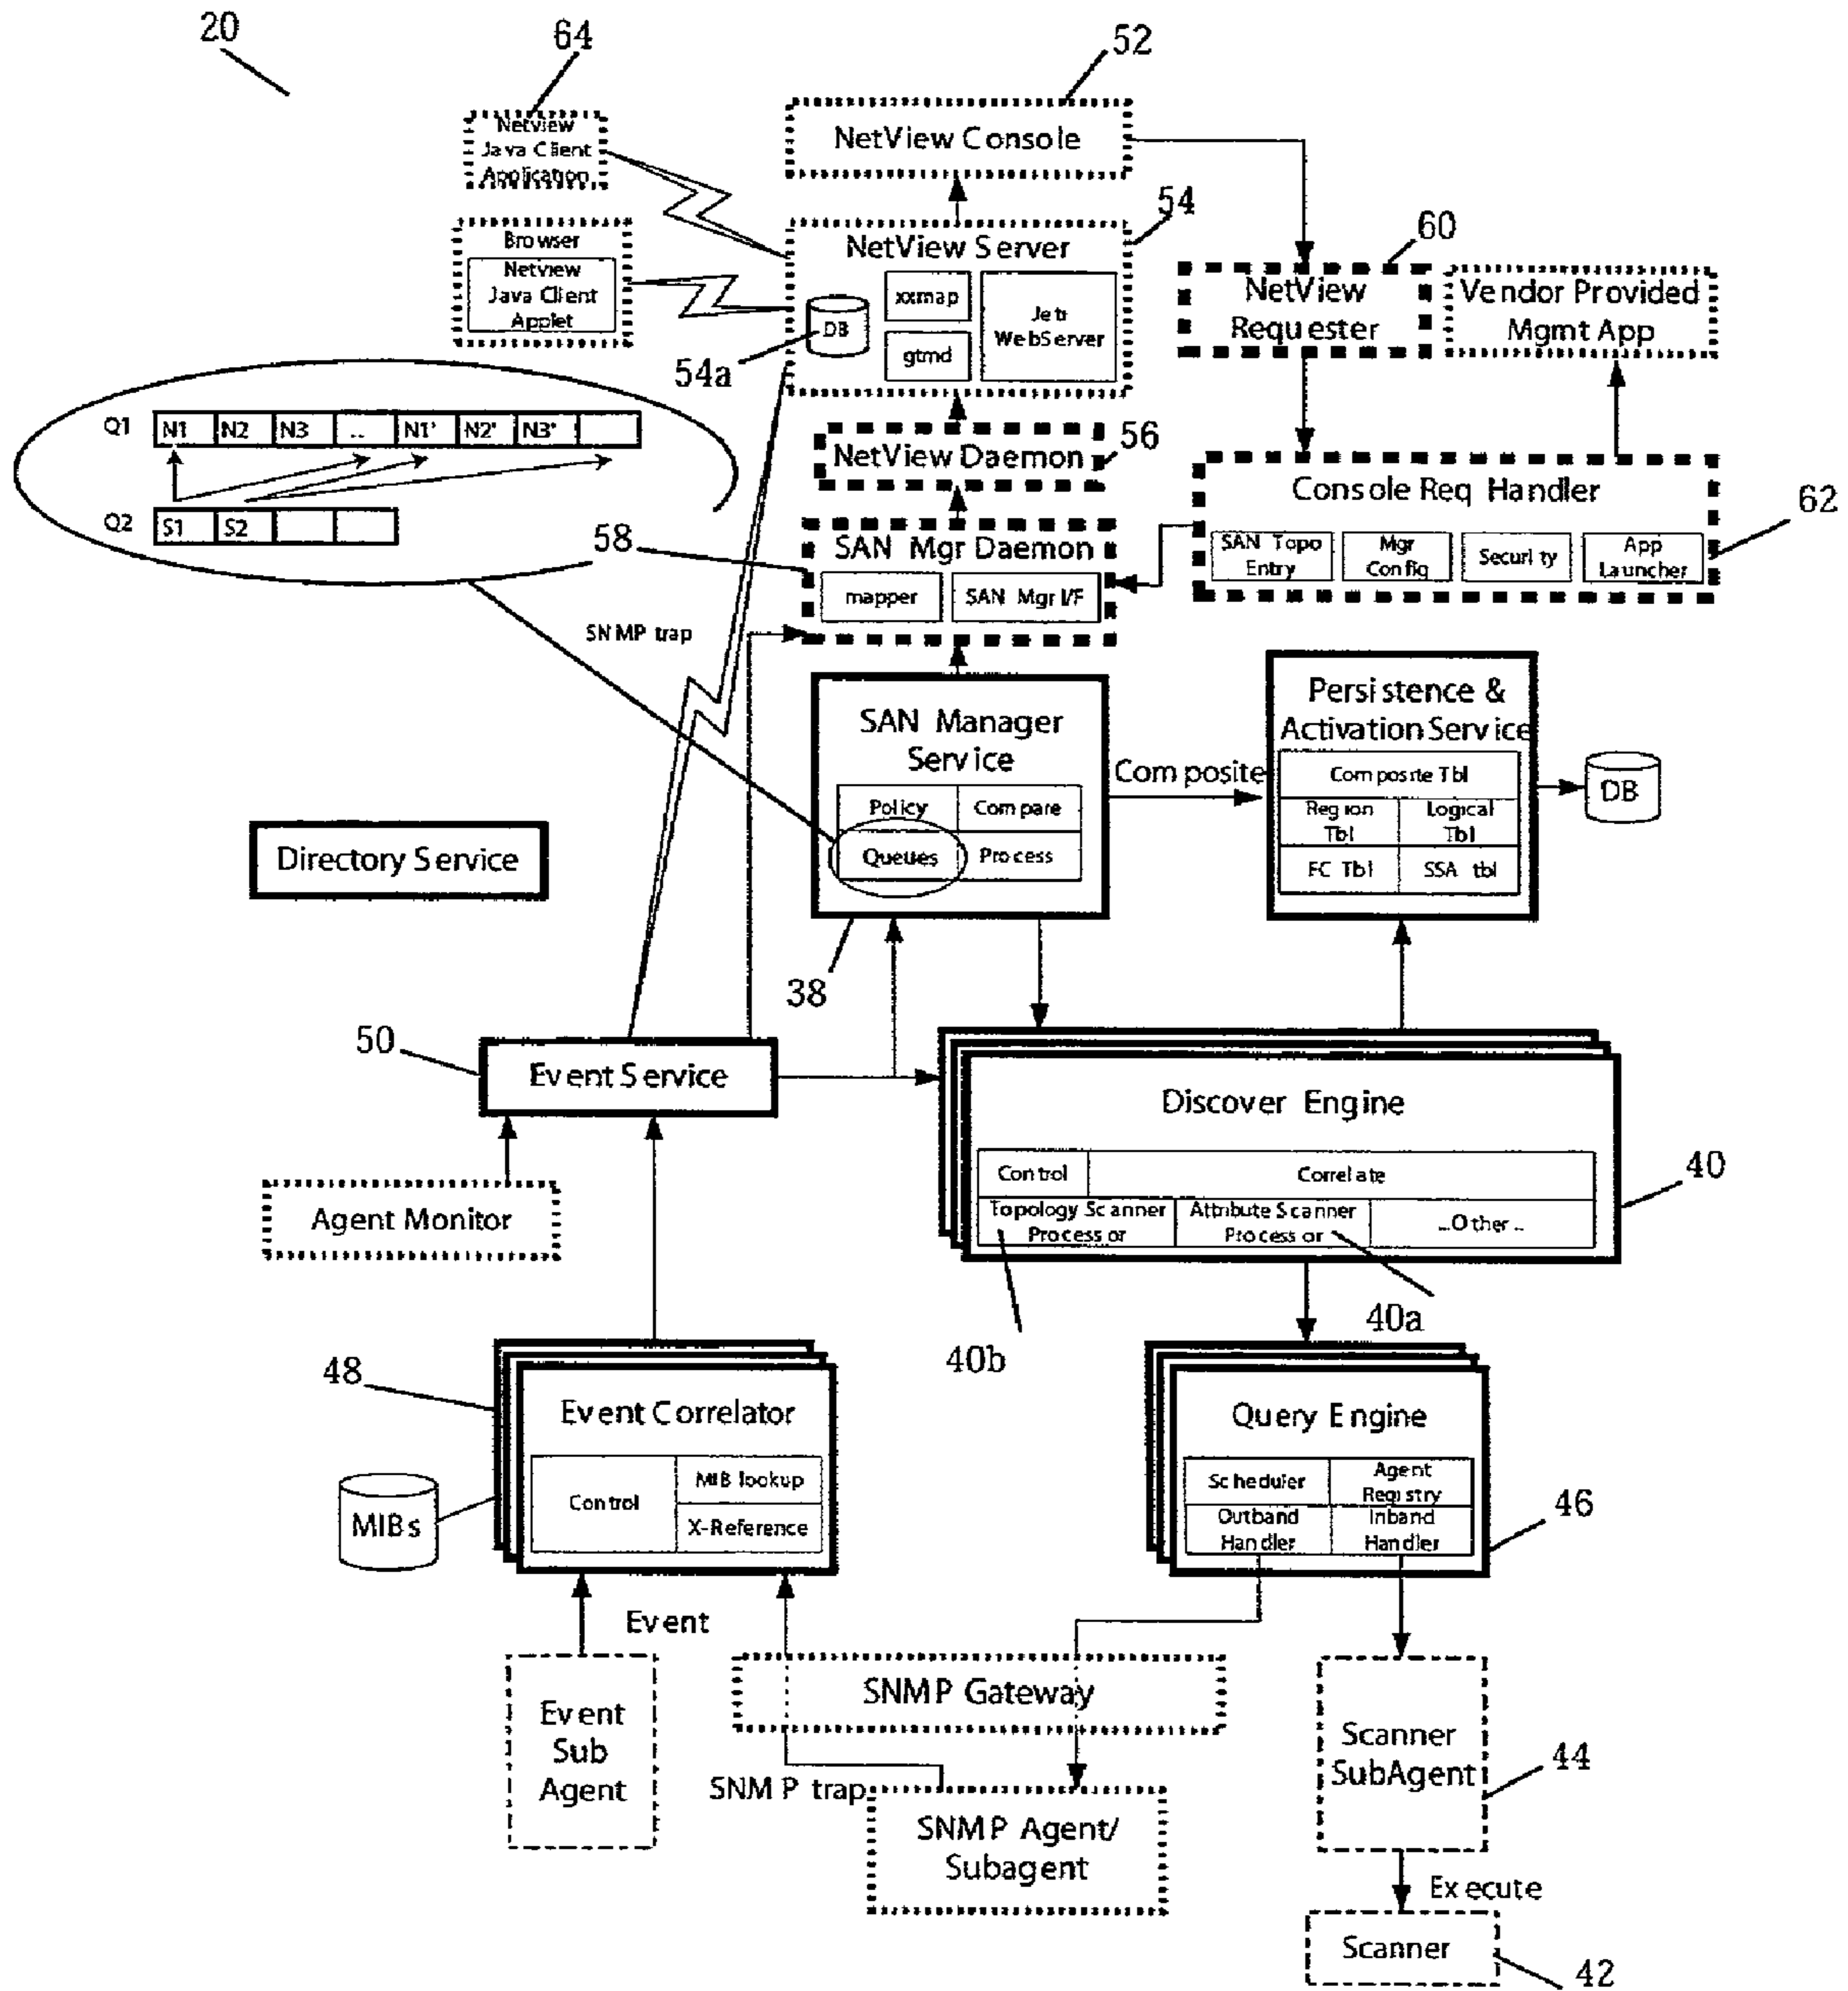 20
64
52
Netview
Java Client
Application
NetView Console
54
Browser
Netview
Java Client
Applet
NetView Server
DB
xxmap
gtmd
WebServer
54a
60
NetView
Requester
Vendor Provided
Mgmt App
Q1 N1 N2 N3 .. N1' N2' N3'
Q2 S1 S2
NetView Daemon
56
Console Req Handler
SAN Topo
Entry
Mgr
Config
Security
App
Launcher
62
58
SAN Mgr Daemon
mapper
SAN Mgr I/F
SNMP trap
SAN Manager
Service
Policy
Compare
Queues
Process
38
Composite
Persistence &
Activation Service
Composite Tbl
Region
Tbl
Logical
Tbl
FC Tbl
SSA tbl
DB
Directory Service
50
Event Service
Agent Monitor
Discover Engine
Control
Correlate
Topology Scanner
Processor
Attribute Scanner
Processor
...Other..
40
40a
40b
48
Event Correlator
Control
MIB lookup
X-Reference
MIBs
Query Engine
Scheduler
Agent
Registry
Outband
Handler
Inband
Handler
46
Event
Event
Sub
Agent
SNMP Gateway
SNMP trap
SNMP Agent/
Subagent
Scanner
SubAgent
44
Execute
Scanner
42